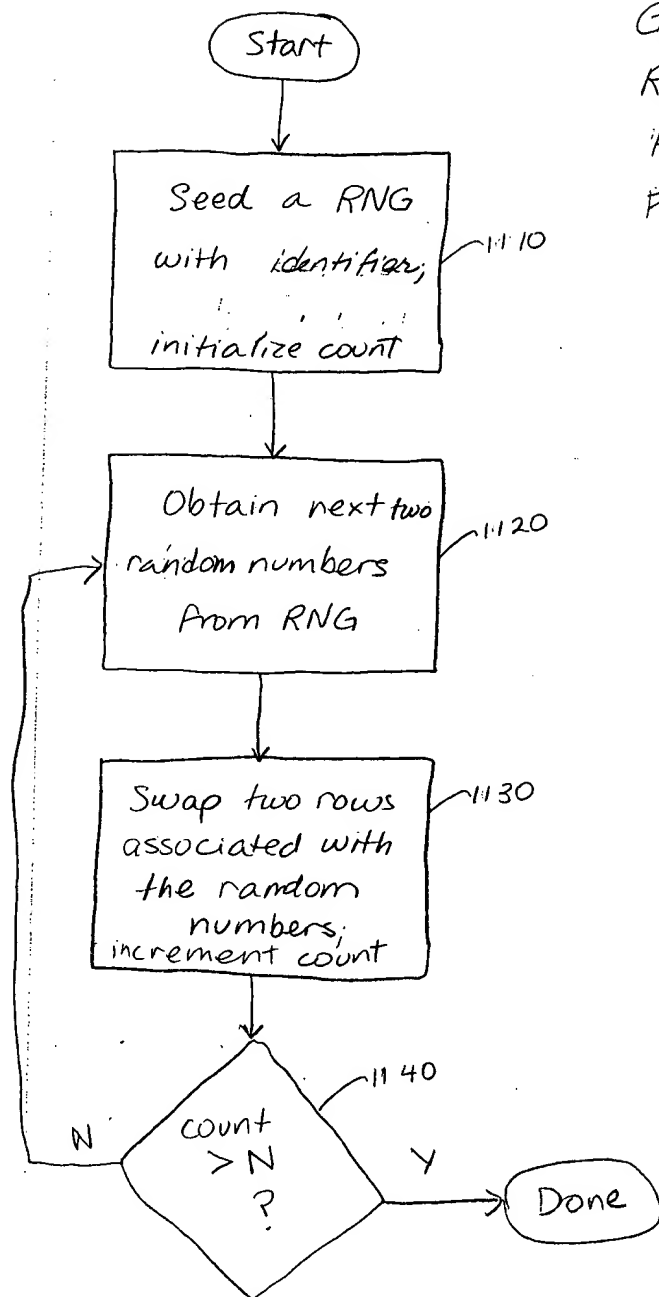 Start
Seed a RNG
with identifier;
initialize count
1110
Obtain next two
random numbers
from RNG
1120
Swap two rows
associated with
the random
numbers;
increment count
1130
count
> N
?
1140
N
Y
Done